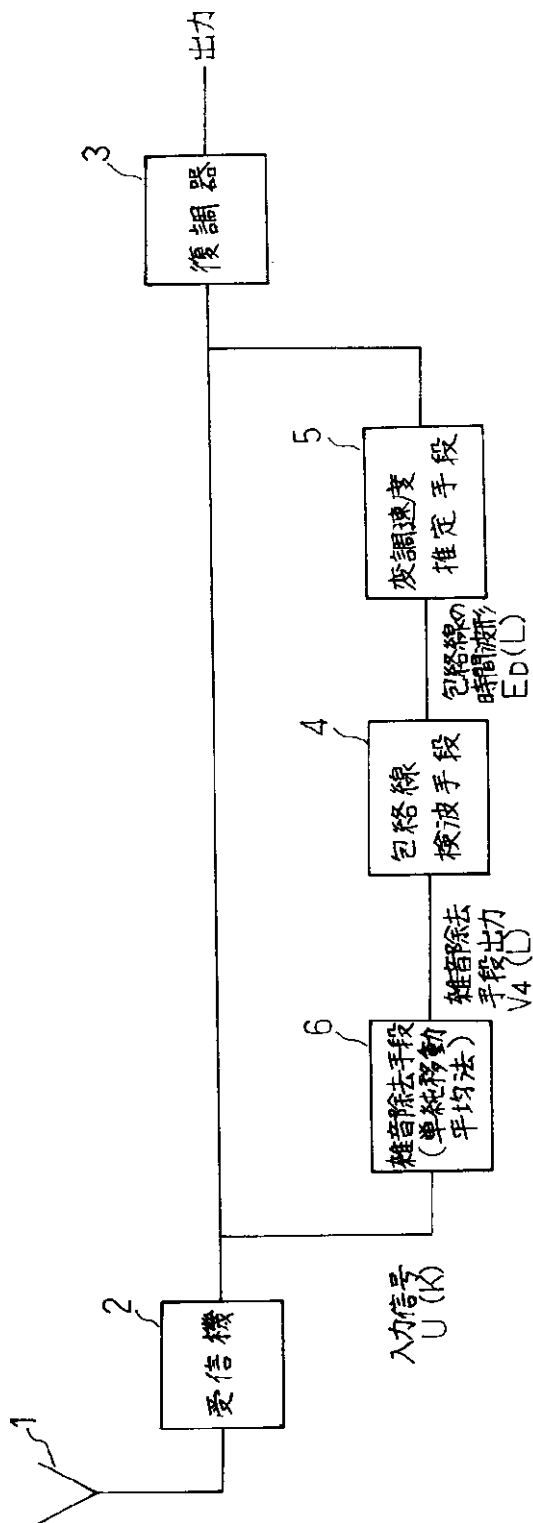 1
2
受信機
入力信号
U(K)
6
雑音除去手段
(単純移動
平均法)
雑音除去
手段出力
V4(L)
4
包絡線
検波手段
包絡線の
時間波形
ED(L)
5
変調速度
推定手段
3
復調器
出力